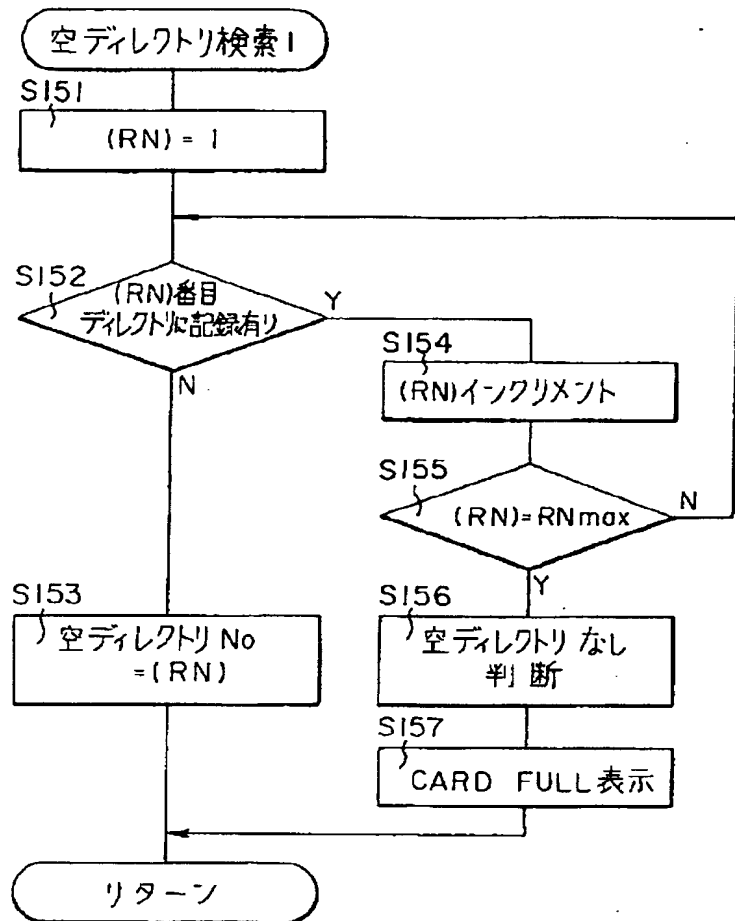 空ディレクトリ検索1
S151
(RN) = 1
S152
(RN)番目
ディレクトリに記録有り
Y
N
S154
(RN)インクリメント
S155
(RN)=RNmax
N
Y
S153
空ディレクトリNo
=(RN)
S156
空ディレクトリなし
判断
S157
CARD FULL表示
リターン